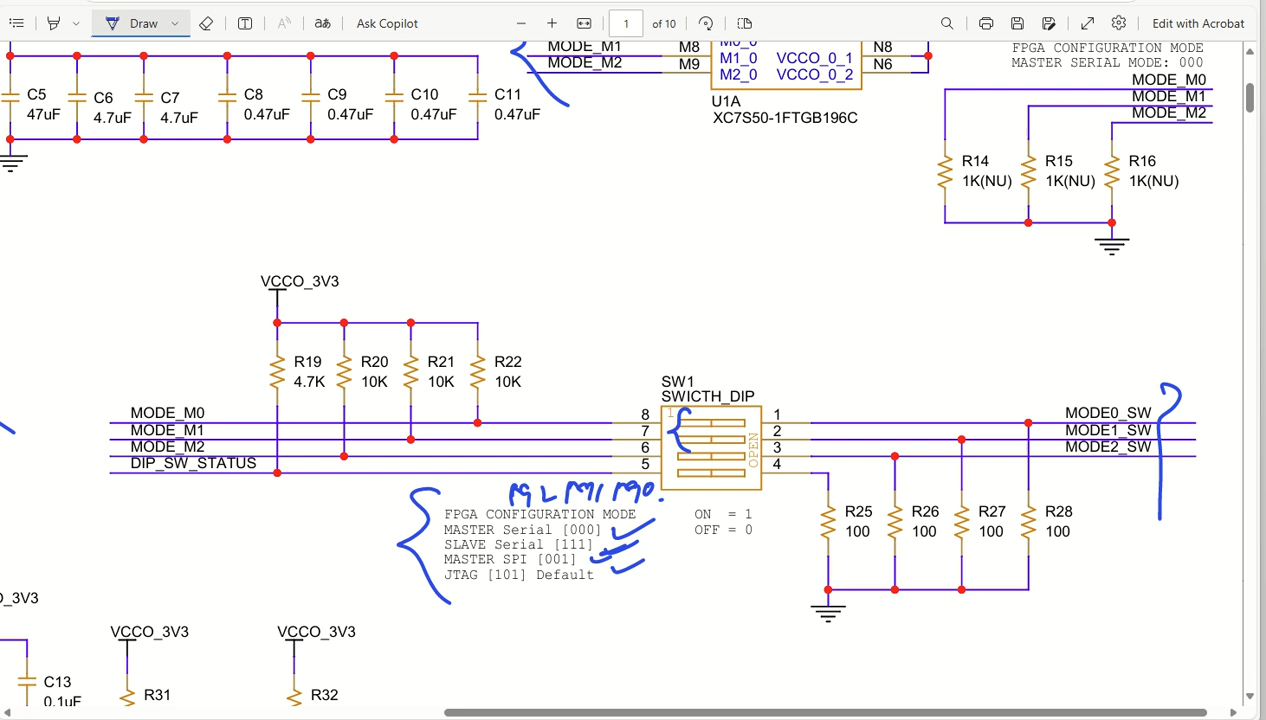 Draw
Ask Copilot
1 of 10
Edit with Acrobat
C5
47uF
C6
4.7uF
C7
4.7uF
C8
0.47uF
C9
0.47uF
C10
0.47uF
C11
0.47uF
MODE_M1
MODE_M2
M8
M9
M0_0
M1_0
M2_0
VCCO_0_1
VCCO_0_2
N8
N6
U1A
XC7S50-1FTGB196C
FPGA CONFIGURATION MODE
MASTER SERIAL MODE: 000
MODE_M0
MODE_M1
MODE_M2
R14
1K(NU)
R15
1K(NU)
R16
1K(NU)
VCCO_3V3
R19
4.7K
R20
10K
R21
10K
R22
10K
SW1
SWICTH_DIP
MODE_M0
MODE_M1
MODE_M2
DIP_SW_STATUS
8
7
6
5
1
OPEN
1
2
3
4
MODE0_SW
MODE1_SW
MODE2_SW
M2 M1 M0.
FPGA CONFIGURATION MODE
MASTER Serial [000]
SLAVE Serial [111]
MASTER SPI [001]
JTAG [101] Default
ON = 1
OFF = 0
R25
100
R26
100
R27
100
R28
100
O_3V3
C13
0.1uF
VCCO_3V3
R31
VCCO_3V3
R32